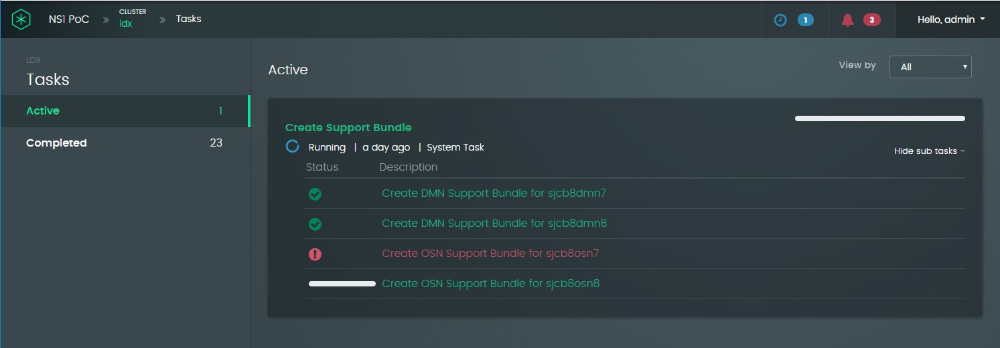 NS1 PoC » CLUSTER ldx » Tasks 1 3 Hello, admin
LDX
Tasks
Active 1
Completed 23
Active View by All
Create Support Bundle
Running | a day ago | System Task Hide sub tasks -
Status Description
Create DMN Support Bundle for sjcb8dmn7
Create DMN Support Bundle for sjcb8dmn8
Create OSN Support Bundle for sjcb8osn7
Create OSN Support Bundle for sjcb8osn8